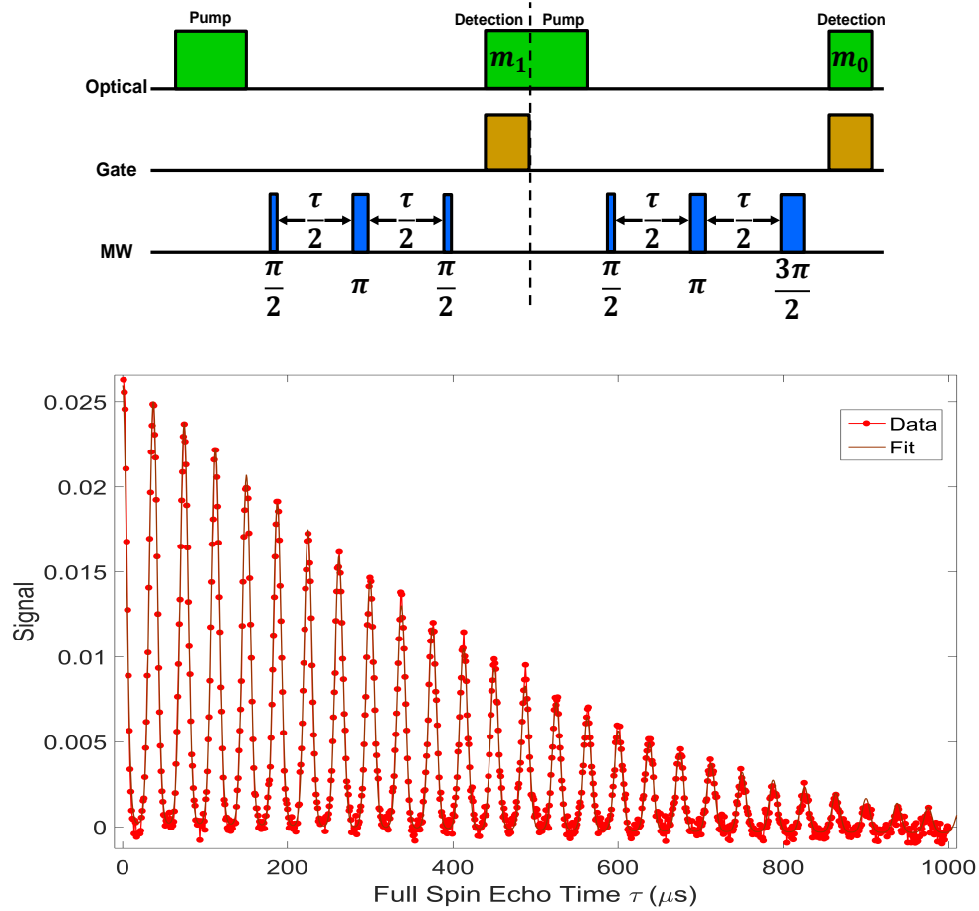 Pump
Detection Pump
Detection
m₁
m₀
Optical
Gate
τ/2
τ/2
τ/2
τ/2
MW
π/2
π
π/2
π/2
π
3π/2
0.025
0.02
0.015
0.01
0.005
0
Signal
Data
Fit
0 200 400 600 800 1000
Full Spin Echo Time τ (μs)